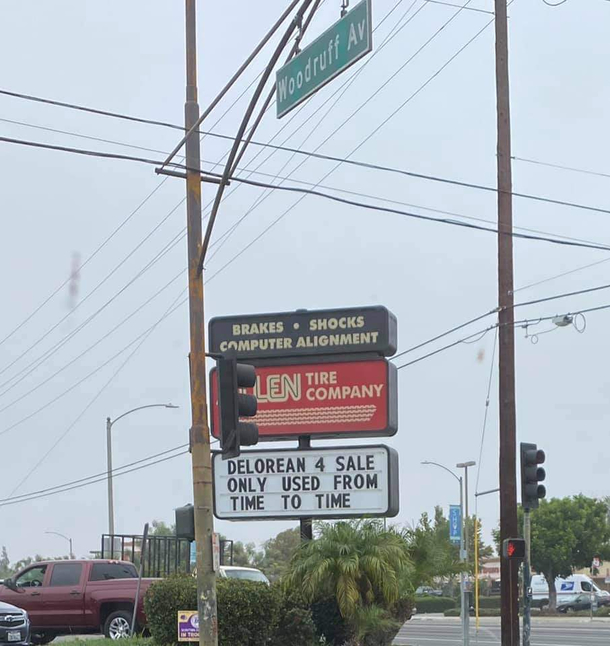 Woodruff Av
BRAKES • SHOCKS
COMPUTER ALIGNMENT
TIRE
COMPANY
DELOREAN 4 SALE
ONLY USED FROM
TIME TO TIME